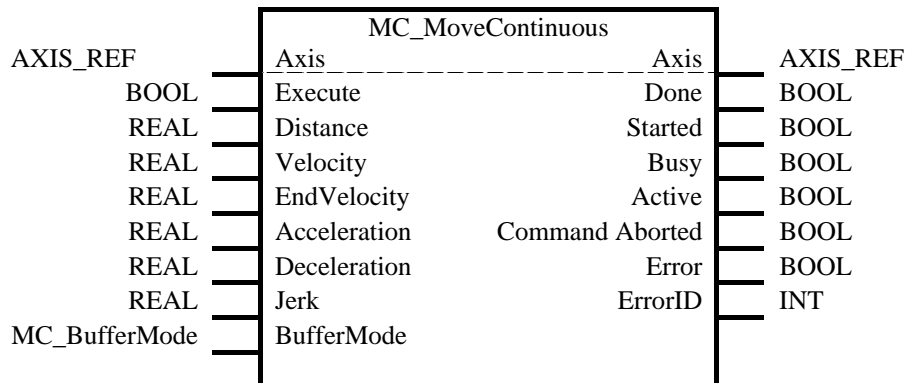 MC_MoveContinuous
AXIS_REF Axis Axis AXIS_REF
BOOL Execute Done BOOL
REAL Distance Started BOOL
REAL Velocity Busy BOOL
REAL EndVelocity Active BOOL
REAL Acceleration Command Aborted BOOL
REAL Deceleration Error BOOL
REAL Jerk ErrorID INT
MC_BufferMode BufferMode